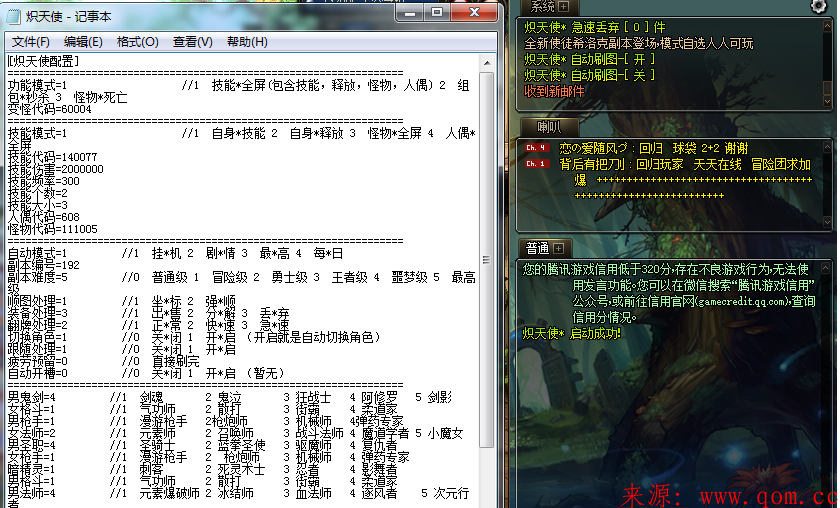 炽天使 - 记事本
文件(F) 编辑(E) 格式(O) 查看(V) 帮助(H)
[炽天使配置]
==================================================
功能模式=1 //1 技能*全屏(包含技能，释放，怪物，人偶) 2 组
包*秒杀 3 怪物*死亡
变怪代码=60004
==================================================
技能模式=1 //1 自身*技能 2 自身*释放 3 怪物*全屏 4 人偶*
全屏
技能代码=140077
技能伤害=2000000
技能频率=300
技能个数=2
技能大小=3
人偶代码=608
怪物代码=111005
==================================================
自动模式=1 //1 挂*机 2 剧*情 3 最*高 4 每*日
副本编号=192
副本难度=5 //0 普通级 1 冒险级 2 勇士级 3 王者级 4 噩梦级 5 最高
级
顺图处理=1 //1 坐*标 2 强*顺
装备处理=3 //1 出*售 2 分*解 3 丢*弃
翻牌处理=2 //1 正*常 2 快*速 3 急*速
切换角色=1 //0 关*闭 1 开*启 （开启就是自动切换角色）
跟随处理=1 //0 关*闭 1 开*启
疲劳预留=0 //0 直接刷完
自动开槽=0 //0 关*闭 1 开*启 （暂无）
==================================================
男鬼剑=4 //1 剑魂 2 鬼泣 3 狂战士 4 阿修罗 5 剑影
女格斗=1 //1 气功师 2 散打 3 街霸 4 柔道家
男枪手=1 //1 漫游枪手 2枪炮师 3 机械师 4弹药专家
女法师=2 //1 元素师 2 召唤师 3 战斗法师 4 魔道学者 5 小魔女
男圣职=4 //1 圣骑士 2 蓝拳圣使 3 驱魔师 4 复仇者
女枪手=1 //1 漫游枪手 2 枪炮师 3 机械师 4 弹药专家
暗精灵=1 //1 刺客 2 死灵术士 3 忍者 4 影舞者
男格斗=1 //1 气功师 2 散打 3 街霸 4 柔道家
男法师=4 //1 元素爆破师 2 冰结师 3 血法师 4 逐风者 5 次元行
者
系统
炽天使* 急速丢弃 [ 0 ] 件
全新使徒希洛克副本登场,模式自选人人可玩
炽天使* 自动刷图-[ 开 ]
炽天使* 自动刷图-[ 关 ]
收到新邮件
喇叭
Ch. 4 恋の爱随风づ : 回归 球袋 2+2 谢谢
Ch. 1 背后有把刀刂 : 回归玩家 天天在线 冒险团求加
爆 +++++++++++++++++++++++++++++++++++++
+++++++++++++++++++++++++
普通
您的腾讯游戏信用低于320分,存在不良游戏行为,无法使
用发言功能。您可以在微信搜索“腾讯游戏信用”
公众号,或前往信用官网(gamecredit.qq.com),查询
信用分情况。
炽天使* 启动成功!
来源: www.qom.cc